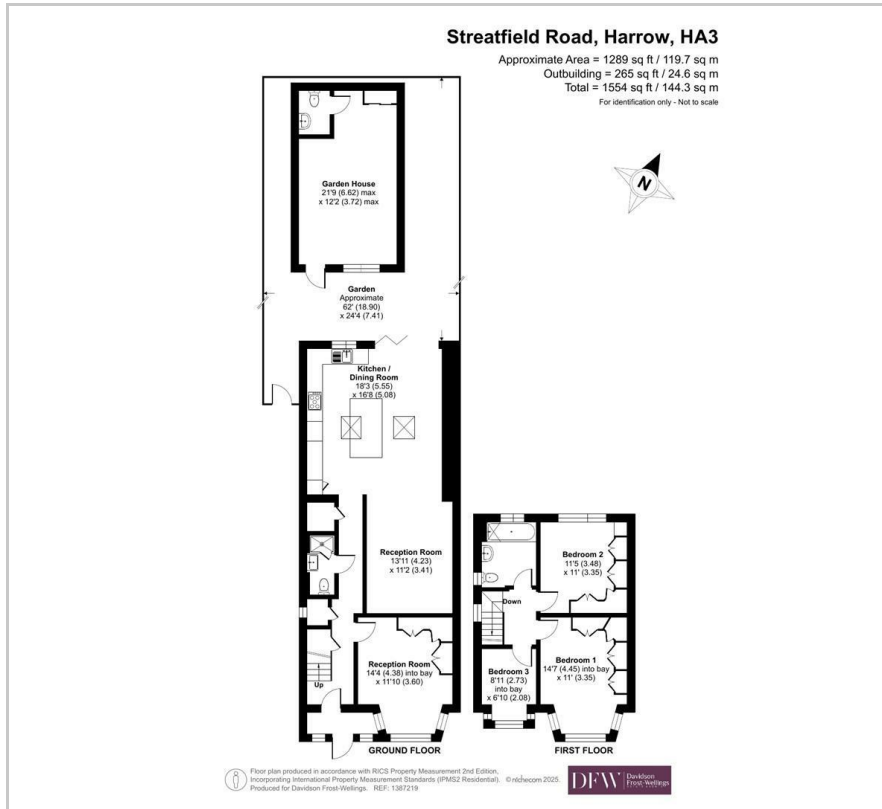 Streatfield Road, Harrow, HA3
Approximate Area = 1289 sq ft / 119.7 sq m
Outbuilding = 265 sq ft / 24.6 sq m
Total = 1554 sq ft / 144.3 sq m
For identification only - Not to scale
N
Garden House
21'9 (6.62) max
x 12'2 (3.72) max
Garden
Approximate
62' (18.90)
x 24'4 (7.41)
Kitchen /
Dining Room
18'3 (5.55)
x 16'8 (5.08)
Reception Room
13'11 (4.23)
x 11'2 (3.41)
Reception Room
14'4 (4.38) into bay
x 11'10 (3.60)
Up
GROUND FLOOR
Bedroom 2
11'5 (3.48)
x 11' (3.35)
Down
Bedroom 1
14'7 (4.45) into bay
x 11' (3.35)
Bedroom 3
8'11 (2.73)
into bay
x 6'10 (2.08)
FIRST FLOOR
Floor plan produced in accordance with RICS Property Measurement 2nd Edition,
Incorporating International Property Measurement Standards (IPMS2 Residential). © nichecom 2025.
Produced for Davidson Frost-Wellings. REF: 1387219
DFW
Davidson
Frost-Wellings